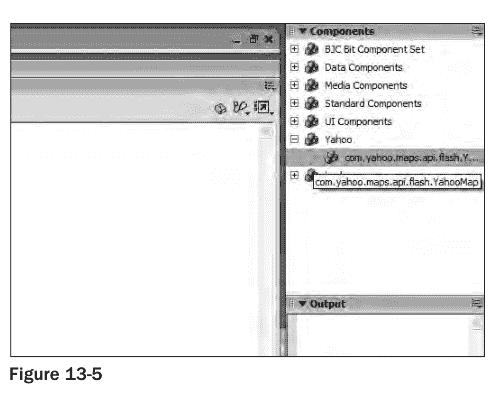 Components
BJC Bit Component Set
Data Components
Media Components
Standard Components
UI Components
Yahoo
com.yahoo.maps.api.flash.Y...
com.yahoo.maps.api.flash.YahooMap
Output
Figure 13-5